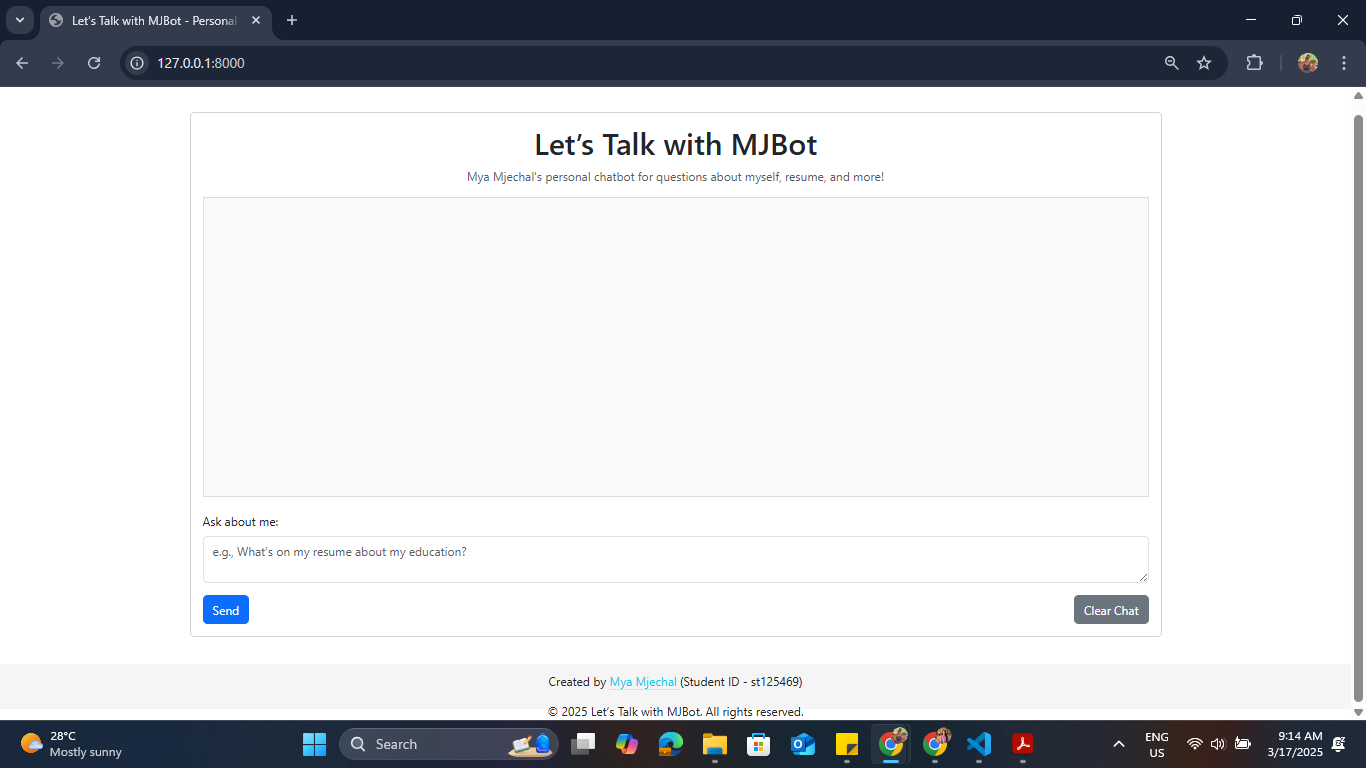 Let’s Talk with MJBot - Personal
127.0.0.1:8000
Let’s Talk with MJBot
Mya Mjechal's personal chatbot for questions about myself, resume, and more!
Ask about me:
e.g., What’s on my resume about my education?
Send
Clear Chat
Created by Mya Mjechal (Student ID - st125469)
© 2025 Let’s Talk with MJBot. All rights reserved.
28°C
Mostly sunny
Search
ENG
US
9:14 AM
3/17/2025